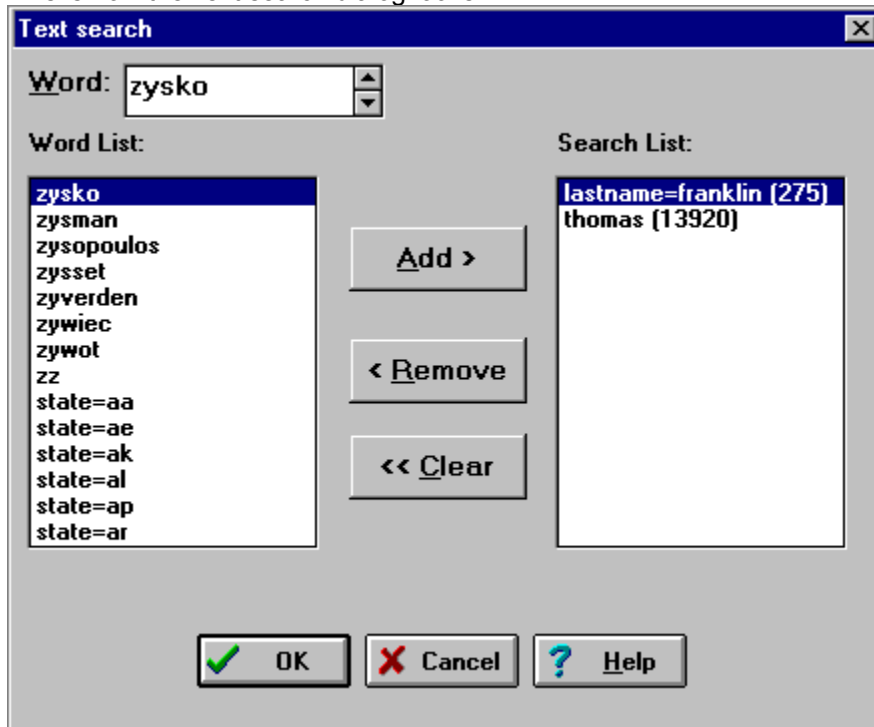 Text search
Word: zysko
Word List:
zysko
zysman
zysopoulos
zysset
zyverden
zywiec
zywot
zz
state=aa
state=ae
state=ak
state=al
state=ap
state=ar
Add >
< Remove
<< Clear
Search List:
lastname=franklin (275)
thomas (13920)
OK
Cancel
Help